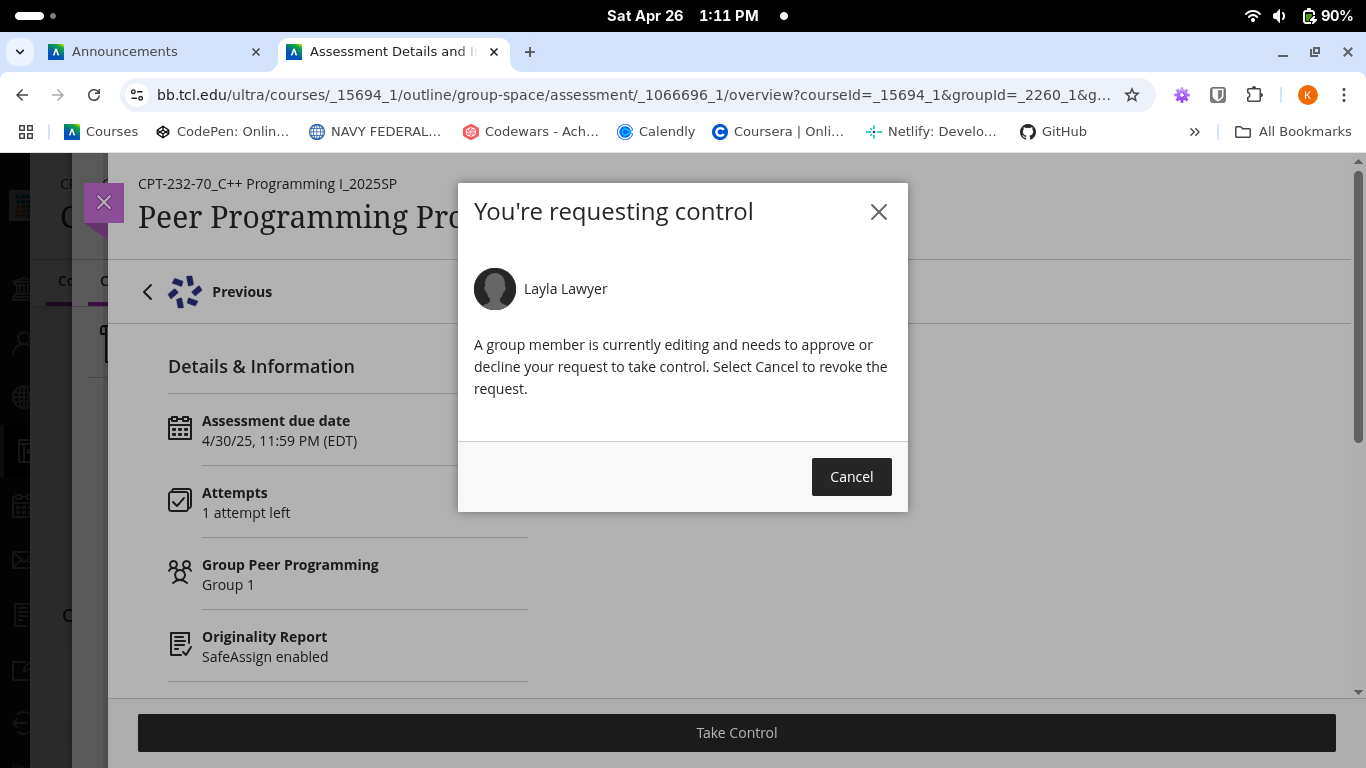 Sat Apr 26 1:11 PM
90%
Announcements
Assessment Details and I
bb.tcl.edu/ultra/courses/_15694_1/outline/group-space/assessment/_1066696_1/overview?courseId=_15694_1&groupId=_2260_1&g...
K
Courses
CodePen: Onlin...
NAVY FEDERAL...
Codewars - Ach...
Calendly
Coursera | Onli...
Netlify: Develo...
GitHub
All Bookmarks
CPT-232-70_C++ Programming I_2025SP
Peer Programming Pro
Previous
Details & Information
Assessment due date
4/30/25, 11:59 PM (EDT)
Attempts
1 attempt left
Group Peer Programming
Group 1
Originality Report
SafeAssign enabled
You're requesting control
Layla Lawyer
A group member is currently editing and needs to approve or
decline your request to take control. Select Cancel to revoke the
request.
Cancel
Take Control